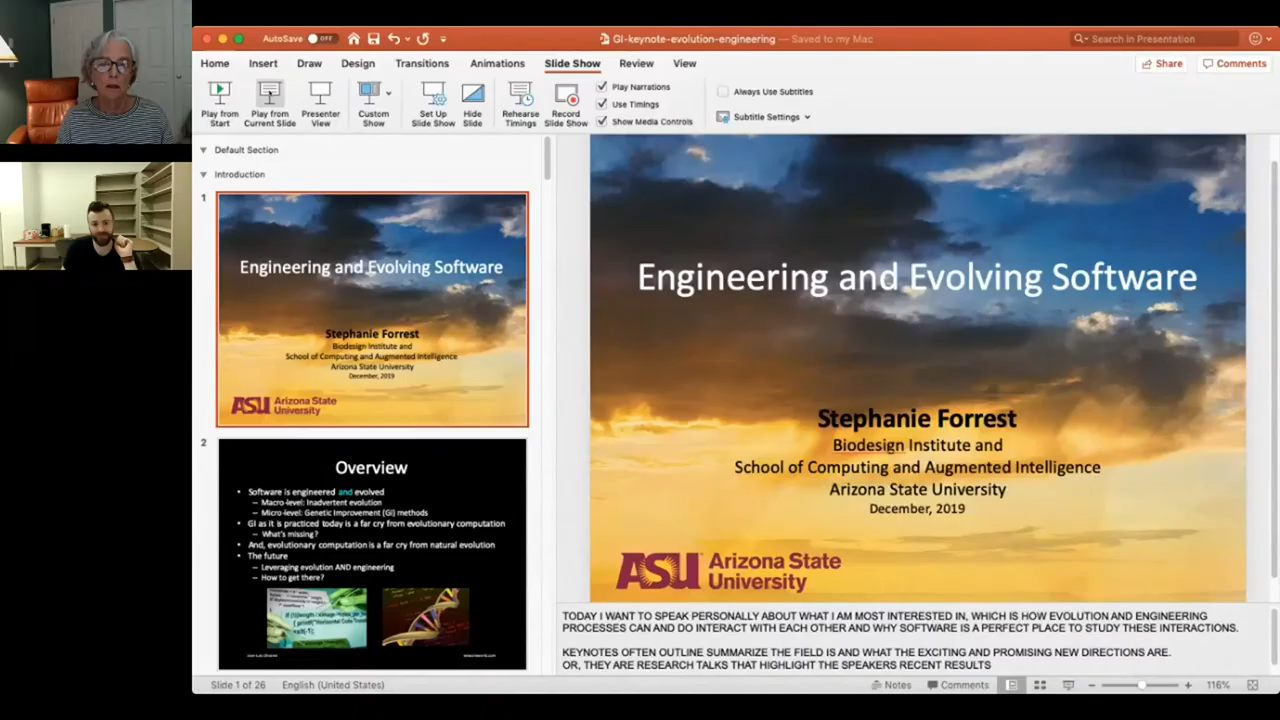 AutoSave OFF
GI-keynote-evolution-engineering — Saved to my Mac
Search in Presentation
Home Insert Draw Design Transitions Animations Slide Show Review View
Share Comments
Play from Start
Play from Current Slide
Presenter View
Custom Show
Set Up Slide Show
Hide Slide
Rehearse Timings
Record Slide Show
Play Narrations
Use Timings
Show Media Controls
Always Use Subtitles
Subtitle Settings
Default Section
Introduction
1
Engineering and Evolving Software
Stephanie Forrest
Biodesign Institute and
School of Computing and Augmented Intelligence
Arizona State University
December, 2019
ASU Arizona State
University
2
Overview
• Software is engineered and evolved
– Macro-level: Inadvertent evolution
– Micro-level: Genetic Improvement (GI) methods
• GI as it is practiced today is a far cry from evolutionary computation
– What's missing?
• And, evolutionary computation is a far cry from natural evolution
• The future
– Leveraging evolution AND engineering
– How to get there?
Engineering and Evolving Software
Stephanie Forrest
Biodesign Institute and
School of Computing and Augmented Intelligence
Arizona State University
December, 2019
ASU Arizona State
University
TODAY I WANT TO SPEAK PERSONALLY ABOUT WHAT I AM MOST INTERESTED IN, WHICH IS HOW EVOLUTION AND ENGINEERING
PROCESSES CAN AND DO INTERACT WITH EACH OTHER AND WHY SOFTWARE IS A PERFECT PLACE TO STUDY THESE INTERACTIONS.
KEYNOTES OFTEN OUTLINE SUMMARIZE THE FIELD IS AND WHAT THE EXCITING AND PROMISING NEW DIRECTIONS ARE.
OR, THEY ARE RESEARCH TALKS THAT HIGHLIGHT THE SPEAKERS RECENT RESULTS
Slide 1 of 26 English (United States) Notes Comments 116%